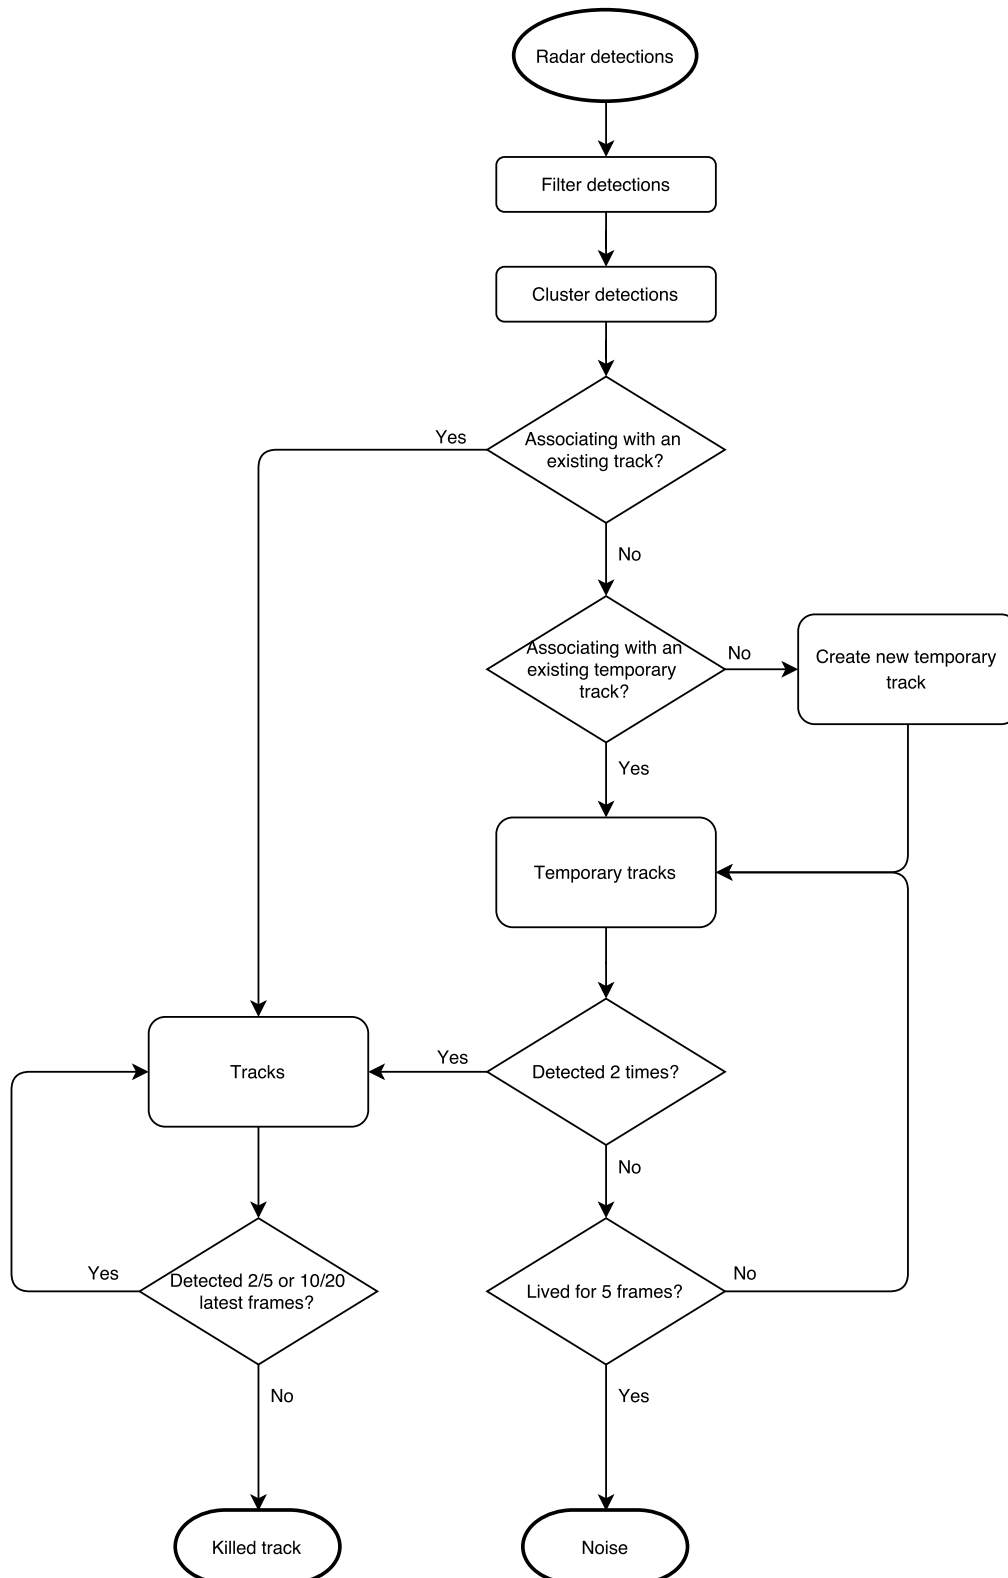 Radar detections
Filter detections
Cluster detections
Yes
Associating with an
existing track?
No
Associating with an
existing temporary
track?
No
Create new temporary
track
Yes
Temporary tracks
Tracks
Yes
Detected 2 times?
No
Yes
Detected 2/5 or 10/20
latest frames?
Lived for 5 frames?
No
No
Yes
Killed track
Noise